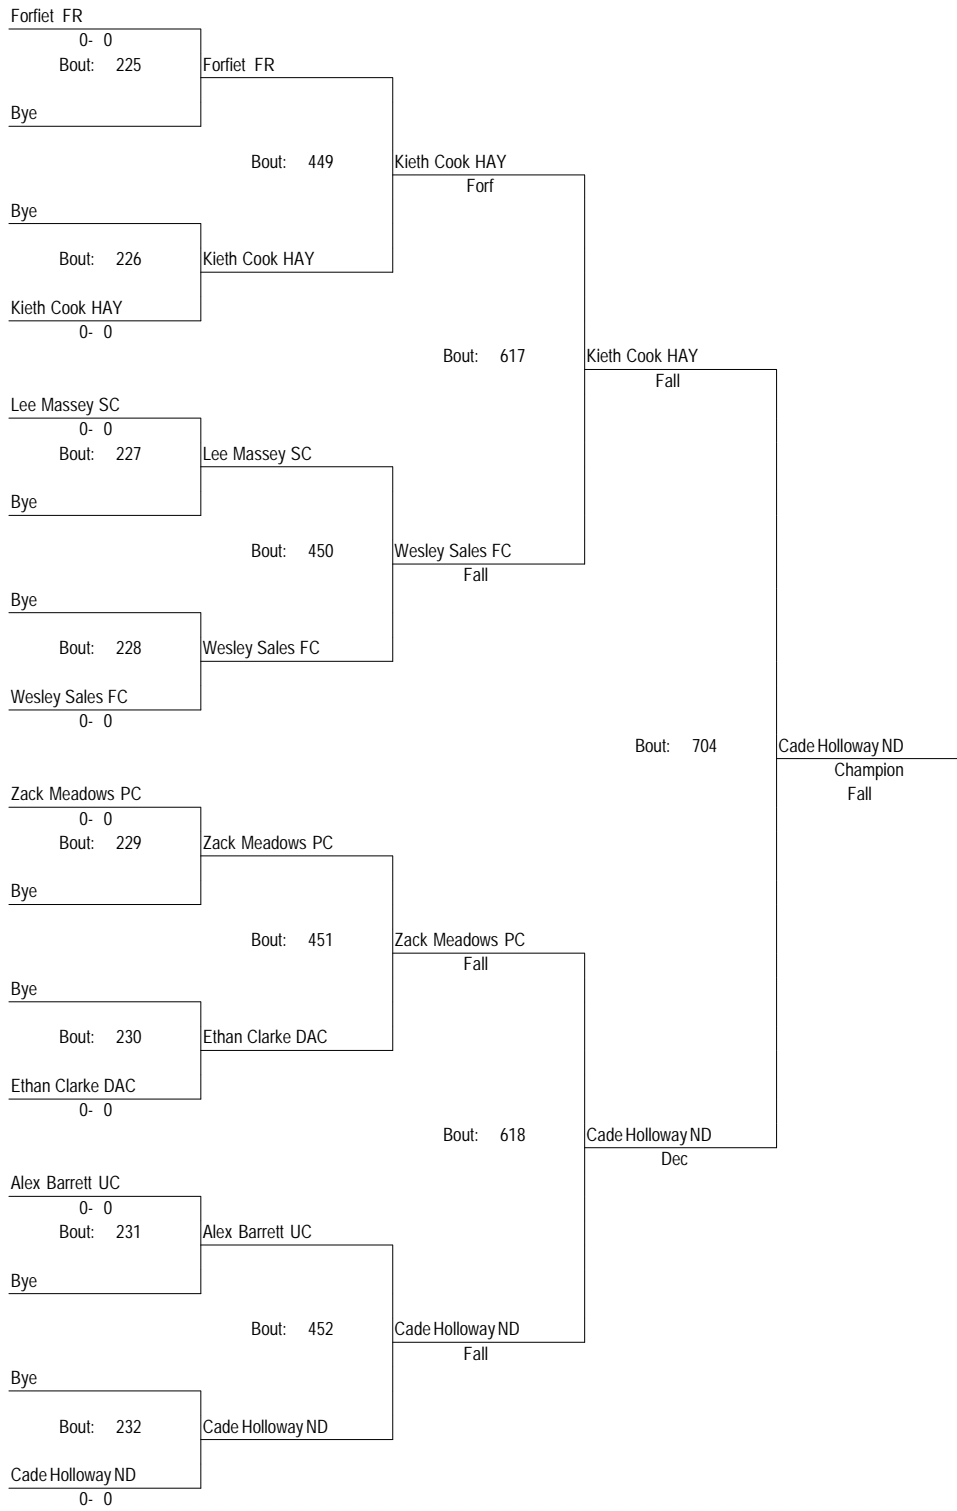 Forfiet FR
0- 0
Bout: 225
Forfiet FR
Bye
Bout: 449
Kieth Cook HAY
Forf
Bye
Bout: 226
Kieth Cook HAY
Kieth Cook HAY
0- 0
Bout: 617
Kieth Cook HAY
Fall
Lee Massey SC
0- 0
Bout: 227
Lee Massey SC
Bye
Bout: 450
Wesley Sales FC
Fall
Bye
Bout: 228
Wesley Sales FC
Wesley Sales FC
0- 0
Bout: 704
Cade Holloway ND
Champion
Fall
Zack Meadows PC
0- 0
Bout: 229
Zack Meadows PC
Bye
Bout: 451
Zack Meadows PC
Fall
Bye
Bout: 230
Ethan Clarke DAC
Ethan Clarke DAC
0- 0
Bout: 618
Cade Holloway ND
Dec
Alex Barrett UC
0- 0
Bout: 231
Alex Barrett UC
Bye
Bout: 452
Cade Holloway ND
Fall
Bye
Bout: 232
Cade Holloway ND
Cade Holloway ND
0- 0